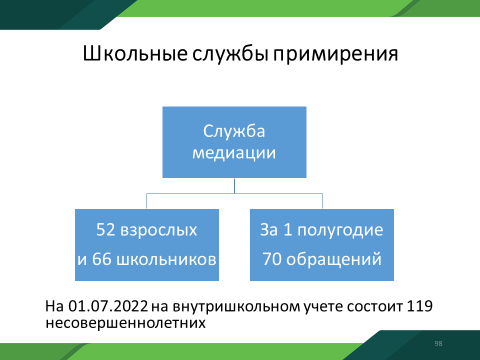 Школьные службы примирения
Служба
медиации
52 взрослых
и 66 школьников
За 1 полугодие
70 обращений
На 01.07.2022 на внутришкольном учете состоит 119
несовершеннолетних
98